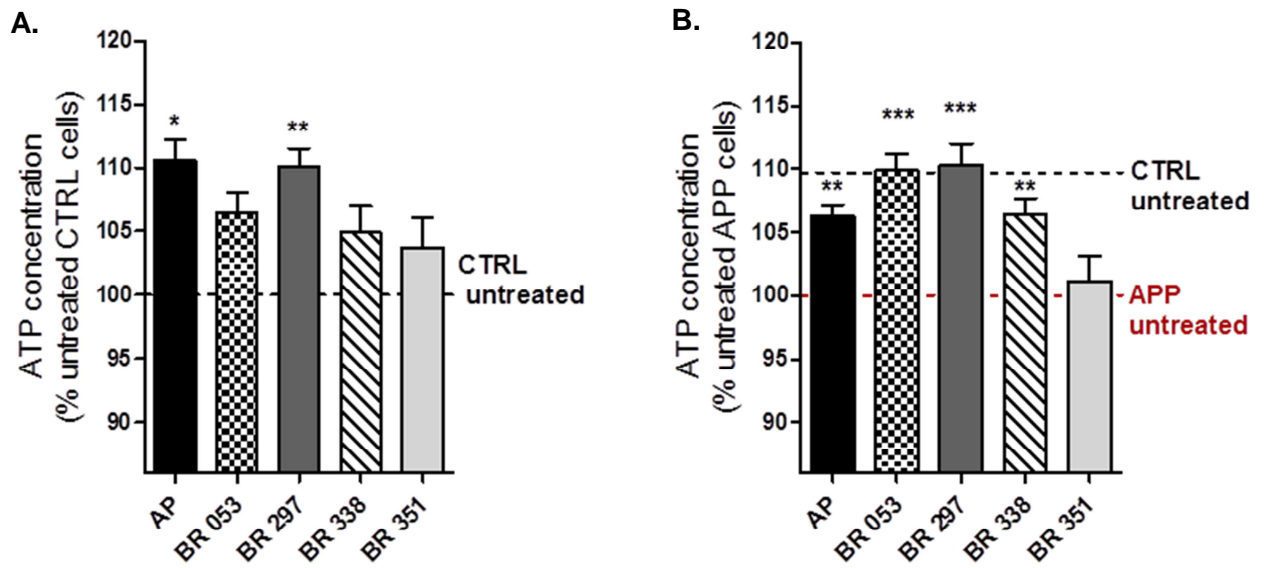 A.
ATP concentration
(% untreated CTRL cells)
120
115
110
105
100
95
90
*
**
CTRL
untreated
AP
BR 053
BR 297
BR 338
BR 351
B.
ATP concentration
(% untreated APP cells)
120
115
110
105
100
95
90
**
***
***
**
CTRL
untreated
APP
untreated
AP
BR 053
BR 297
BR 338
BR 351